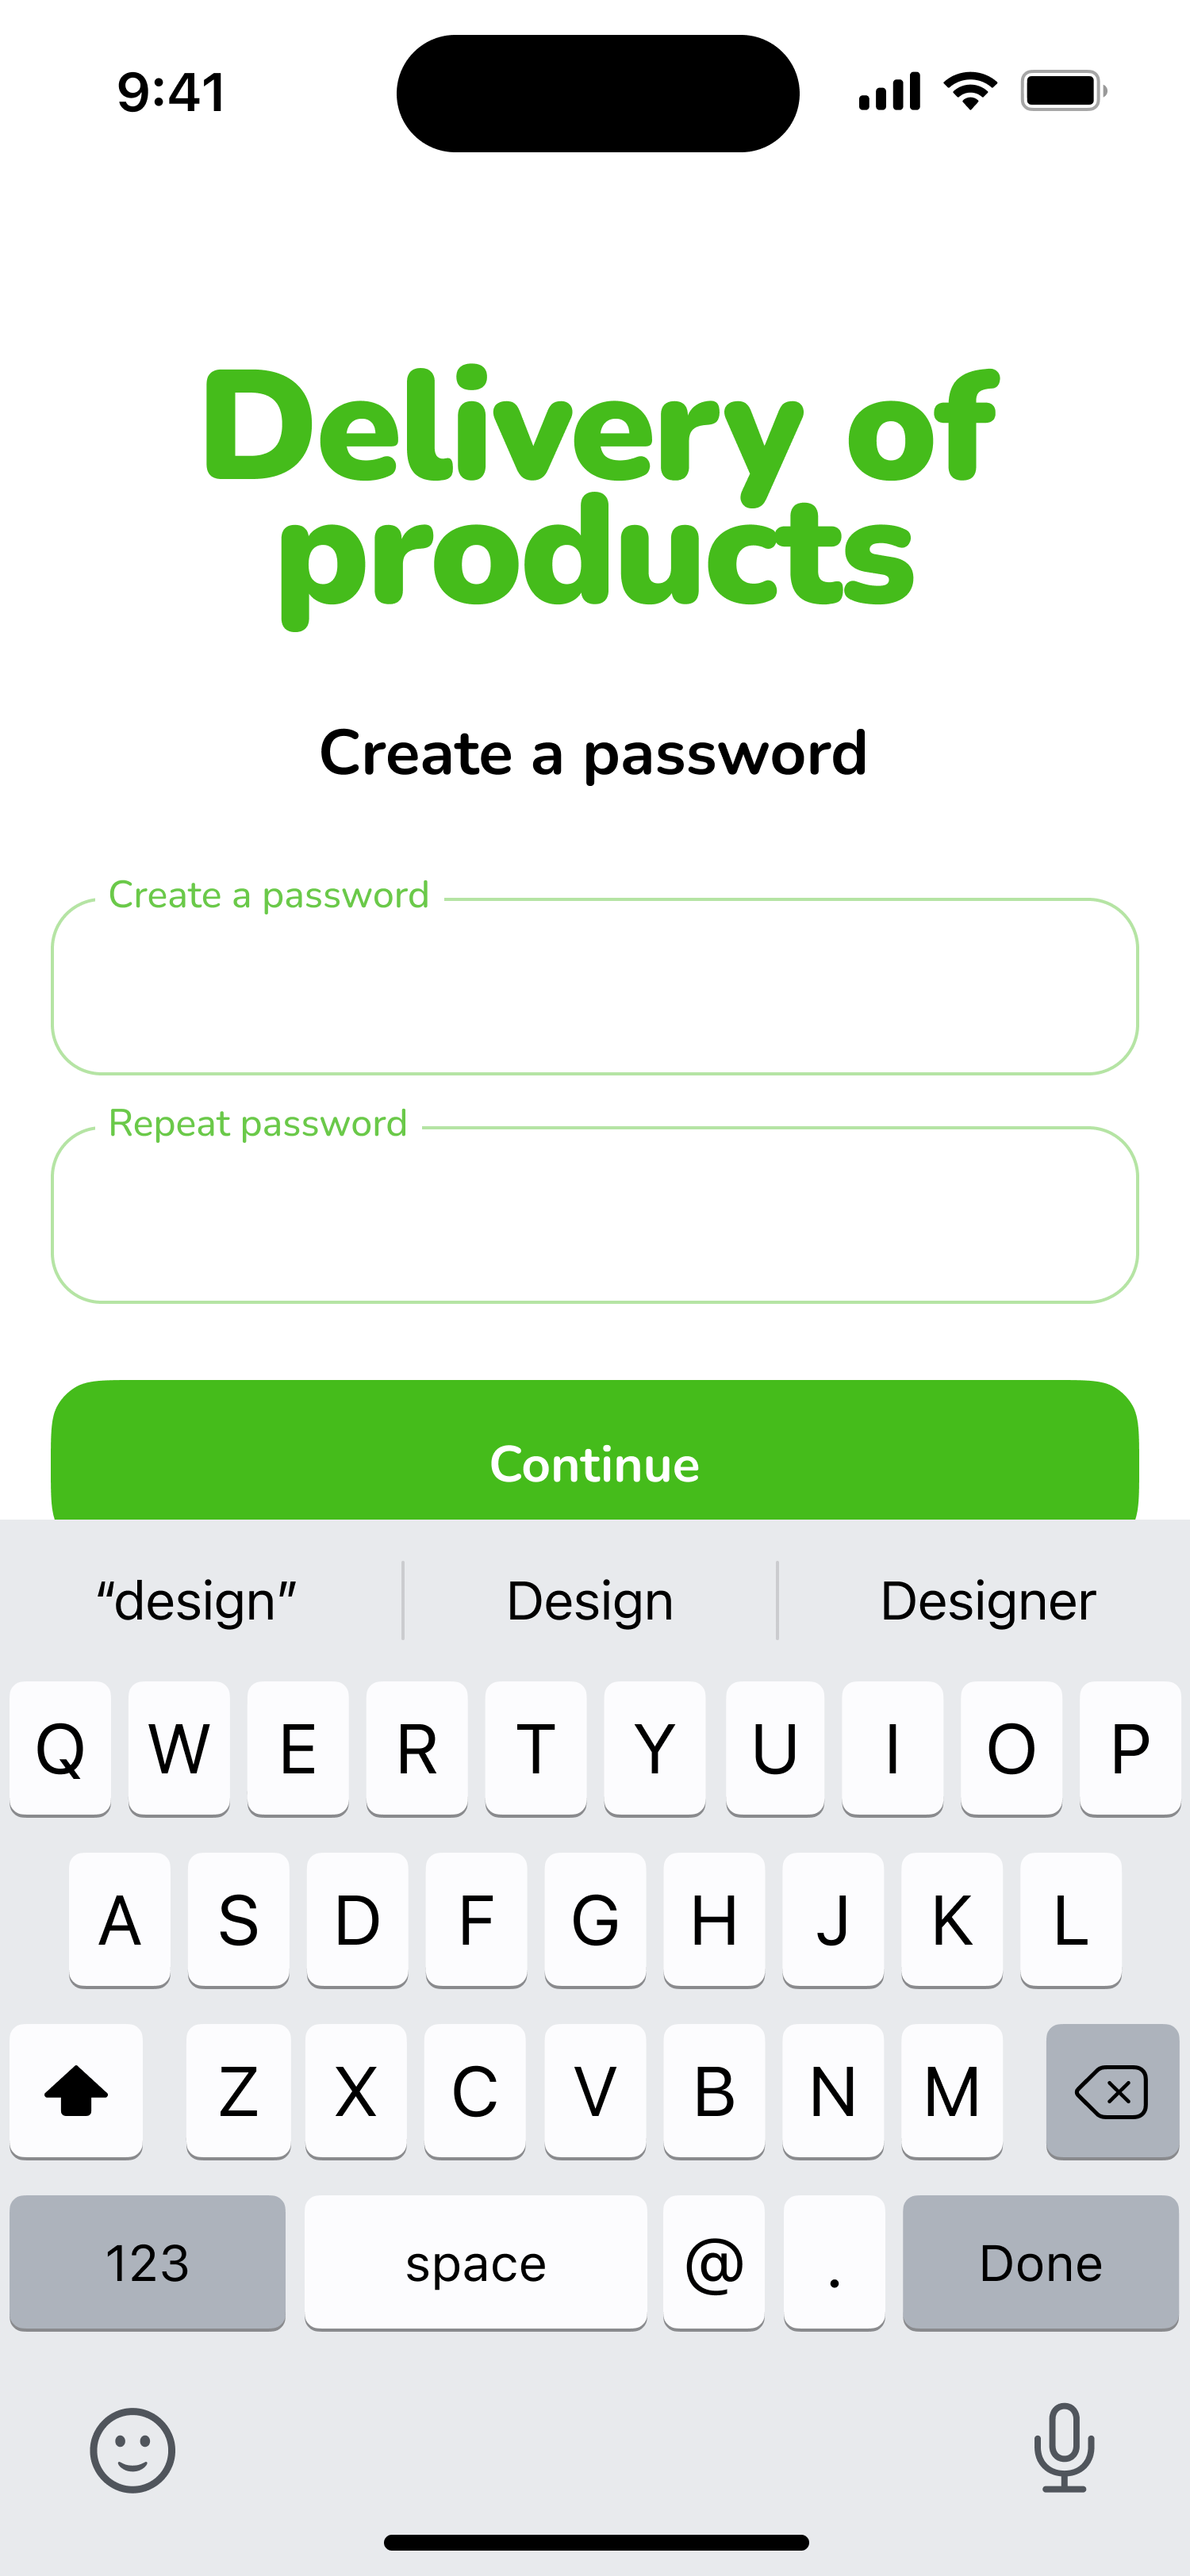 9:41
Delivery of
products
Create a password
Create a password
Repeat password
Continue
“design” Design Designer
Q W E R T Y U I O P
A S D F G H J K L
Z X C V B N M
123 space @ . Done